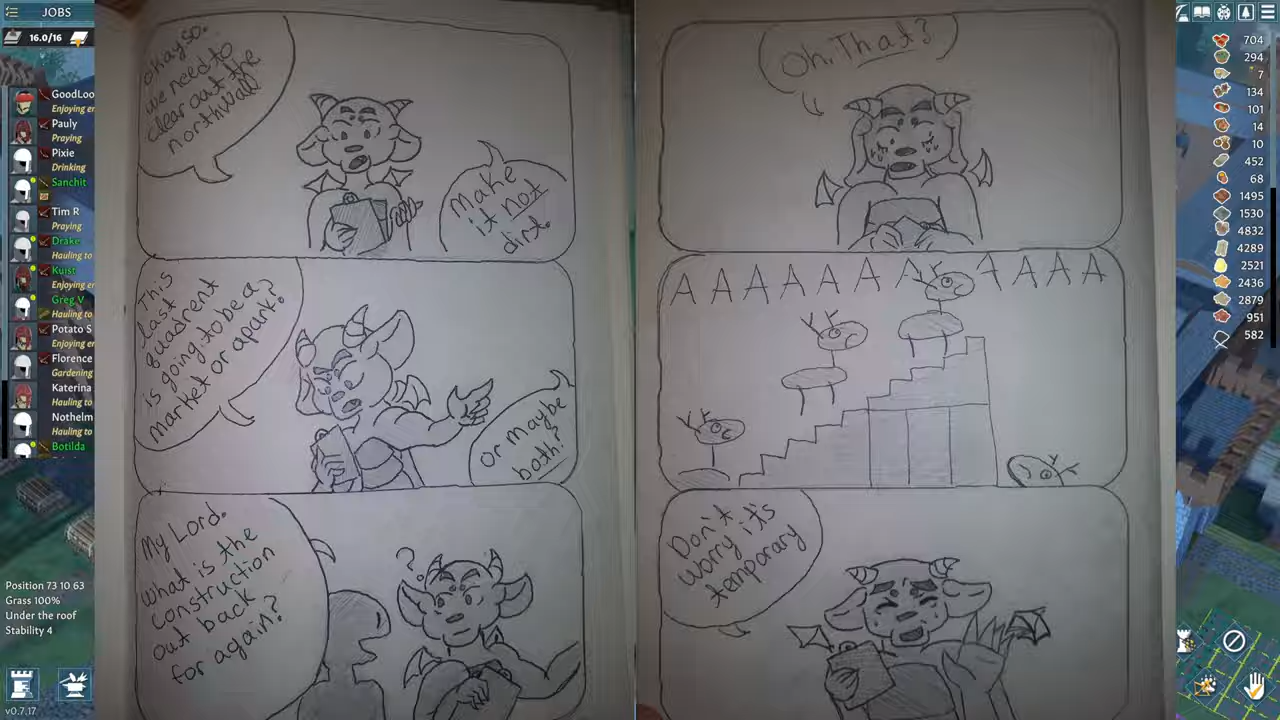 JOBS
16.0/16
GoodLoo
Enjoying en
Pauly
Praying
Pixie
Drinking
Sanchit
Tim R
Praying
Drake
Hauling to
Kuist
Enjoying en
Greg V
Hauling to
Potato S
Enjoying en
Florence
Gardening
Katerina
Hauling to
Nothelm
Hauling to
Botilda
Position 73 10 63
Grass 100%
Under the roof
Stability 4
v0.7.17
okay so.
we need to
clear out the
north wall
Make
it not
dirt.
This
last
quadrent
is going to be a
market or a park?
or maybe
both?
My Lord.
What is the
construction
out back
for again?
?
Oh, That?
AAAAAAAAAAAA
Don't
worry it's
temporary
704
294
7
134
101
14
10
452
68
1495
1530
4832
4289
2521
2436
2879
951
582